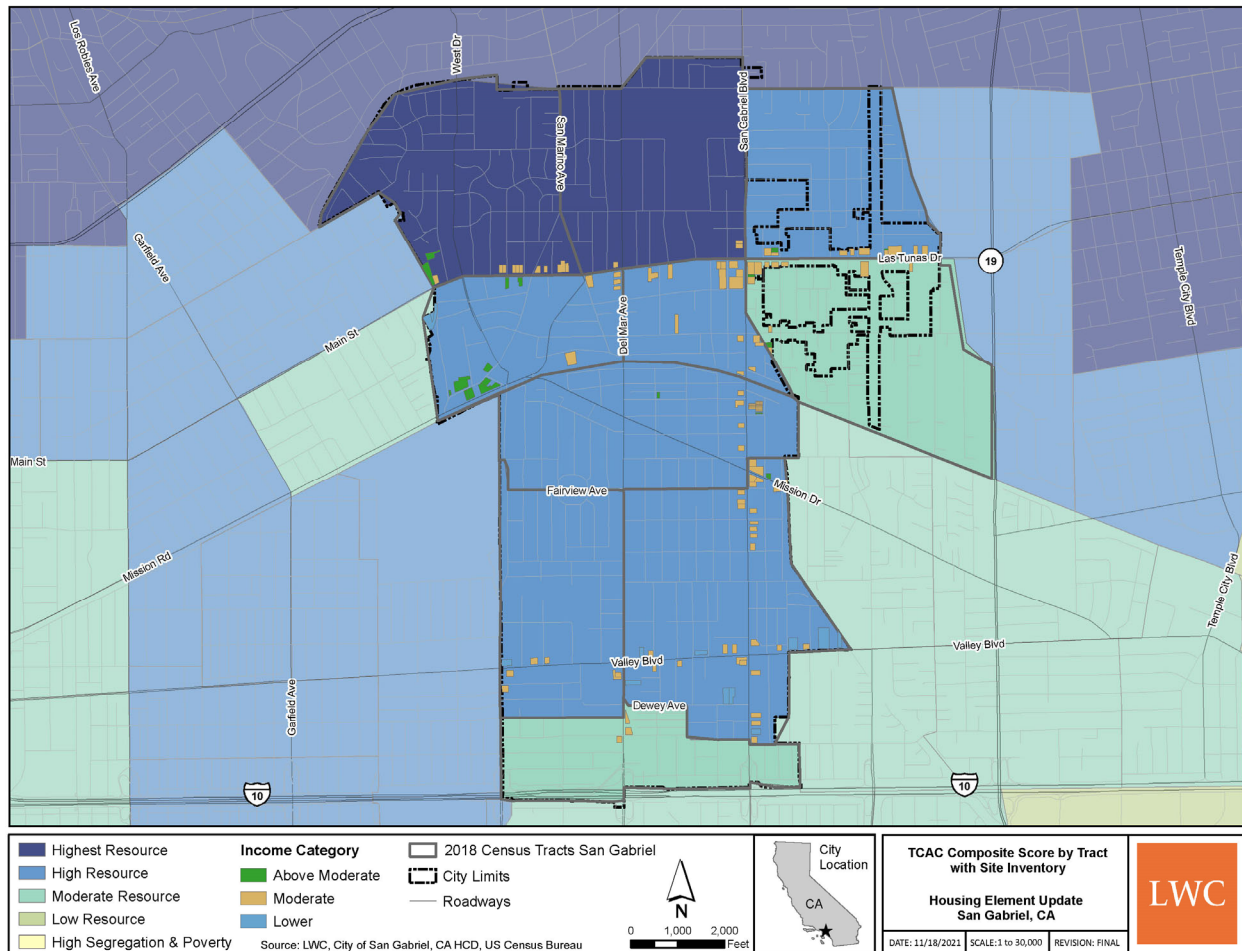 Los Robles Ave
West Dr
San Marino Ave
San Gabriel Blvd
Garfield Ave
Las Tunas Dr
19
Temple City Blvd
Del Mar Ave
Main St
Main St
Fairview Ave
Mission Dr
Mission Rd
Temple City Blvd
Valley Blvd
Valley Blvd
Garfield Ave
Dewey Ave
10
10
Highest Resource
High Resource
Moderate Resource
Low Resource
High Segregation & Poverty
Income Category
Above Moderate
Moderate
Lower
2018 Census Tracts San Gabriel
City Limits
Roadways
Source: LWC, City of San Gabriel, CA HCD, US Census Bureau
N
0 1,000 2,000
Feet
City
Location
CA
TCAC Composite Score by Tract
with Site Inventory
Housing Element Update
San Gabriel, CA
DATE: 11/18/2021 SCALE:1 to 30,000 REVISION: FINAL
LWC